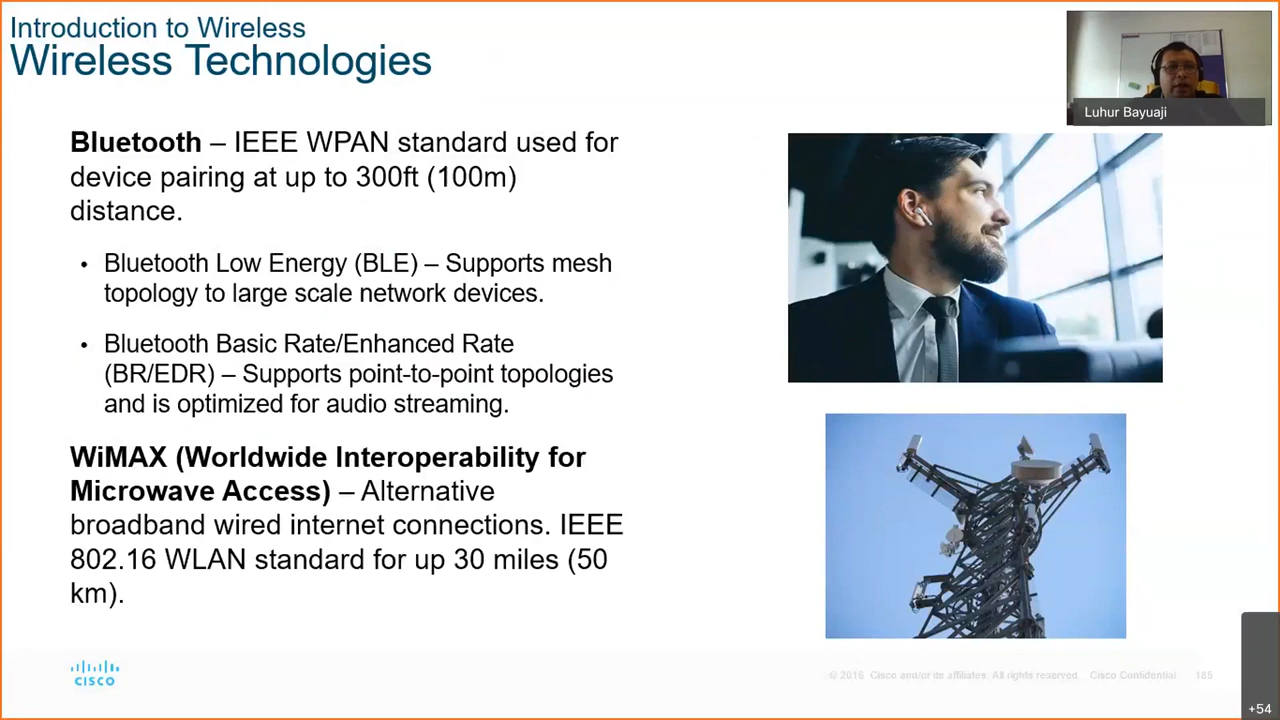 Introduction to Wireless
Wireless Technologies
Luhur Bayuaji
Bluetooth – IEEE WPAN standard used for
device pairing at up to 300ft (100m)
distance.
• Bluetooth Low Energy (BLE) – Supports mesh
topology to large scale network devices.
• Bluetooth Basic Rate/Enhanced Rate
(BR/EDR) – Supports point-to-point topologies
and is optimized for audio streaming.
WiMAX (Worldwide Interoperability for
Microwave Access) – Alternative
broadband wired internet connections. IEEE
802.16 WLAN standard for up 30 miles (50
km).
CISCO
© 2016 Cisco and/or its affiliates. All rights reserved. Cisco Confidential 185
+54